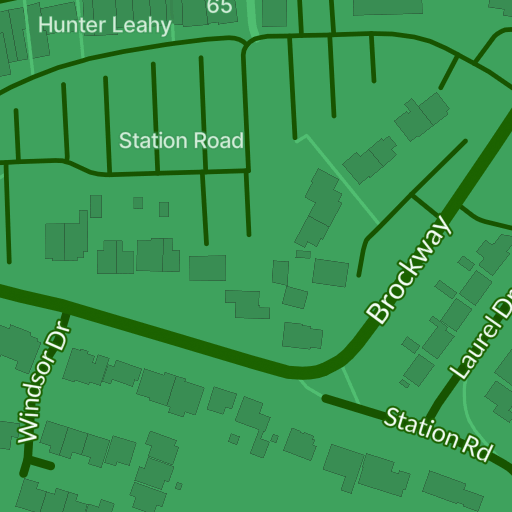 65
Hunter Leahy
Station Road
Brockway
Laurel Dr
Windsor Dr
Station Rd